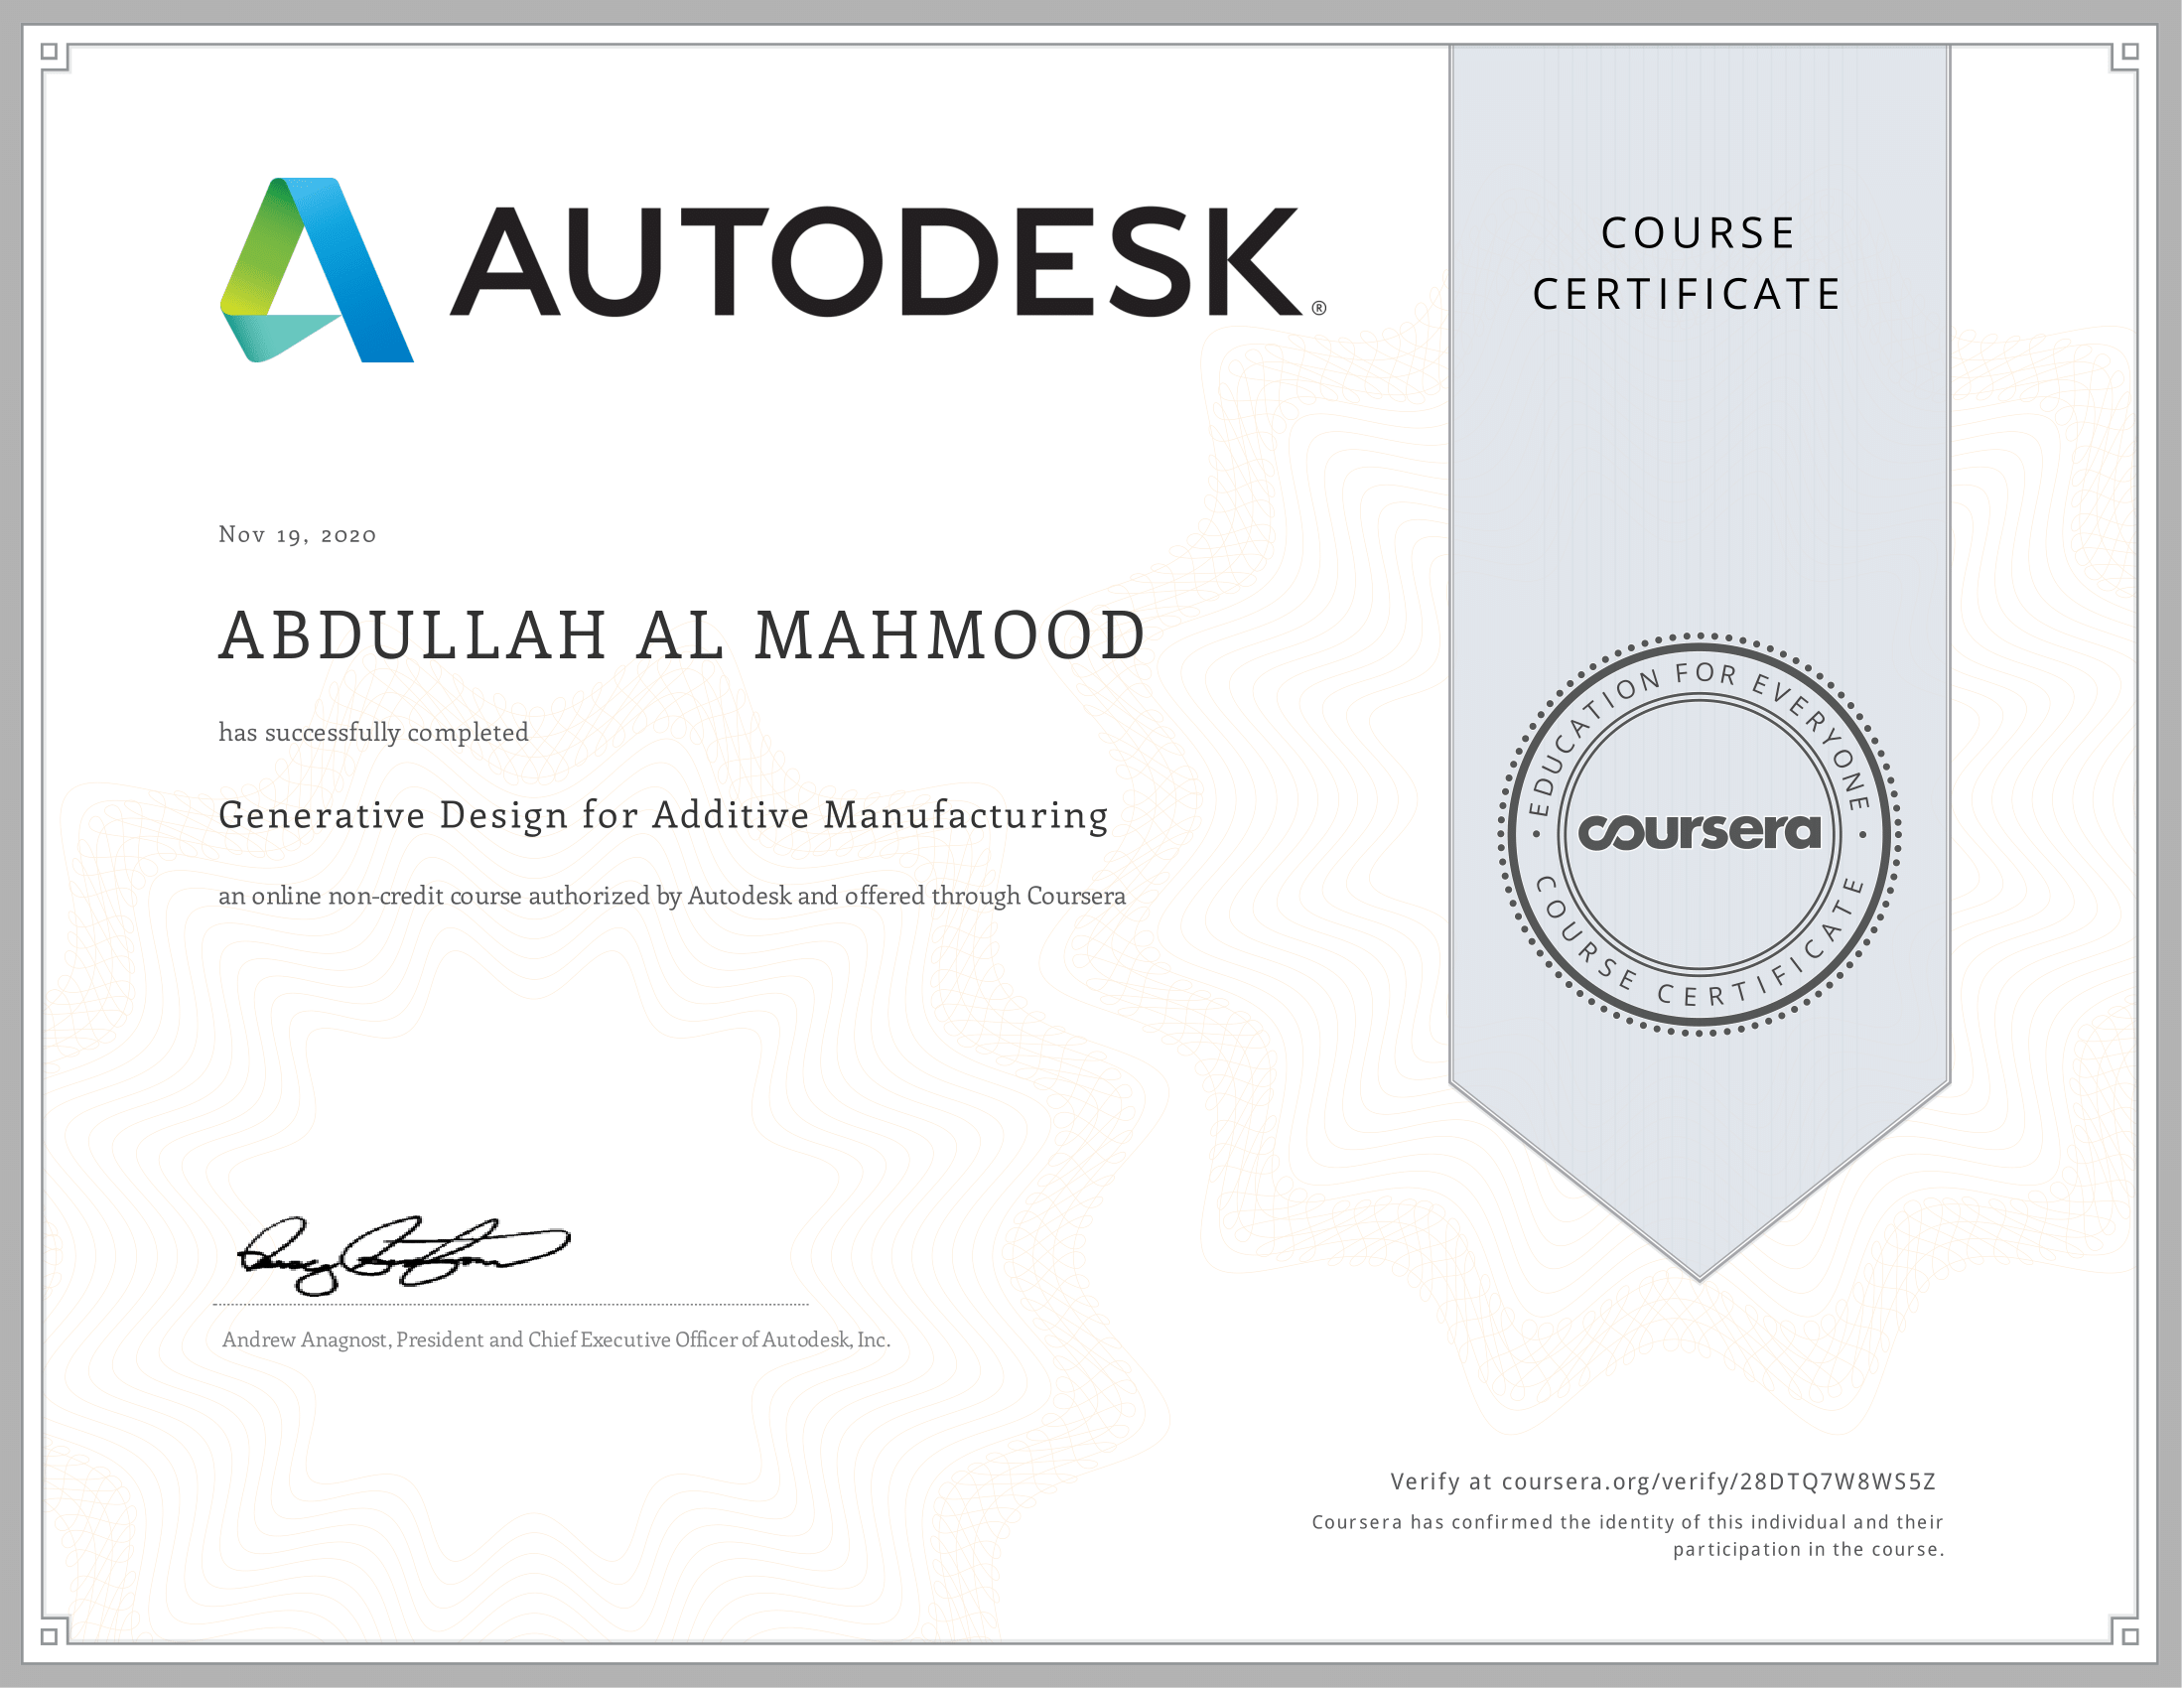 AUTODESK®
COURSE
CERTIFICATE
Nov 19, 2020
ABDULLAH AL MAHMOOD
has successfully completed
Generative Design for Additive Manufacturing
an online non-credit course authorized by Autodesk and offered through Coursera
EDUCATION FOR EVERYONE
coursera
COURSE CERTIFICATE
Andrew Anagnost, President and Chief Executive Officer of Autodesk, Inc.
Verify at coursera.org/verify/28DTQ7W8WS5Z
Coursera has confirmed the identity of this individual and their
participation in the course.